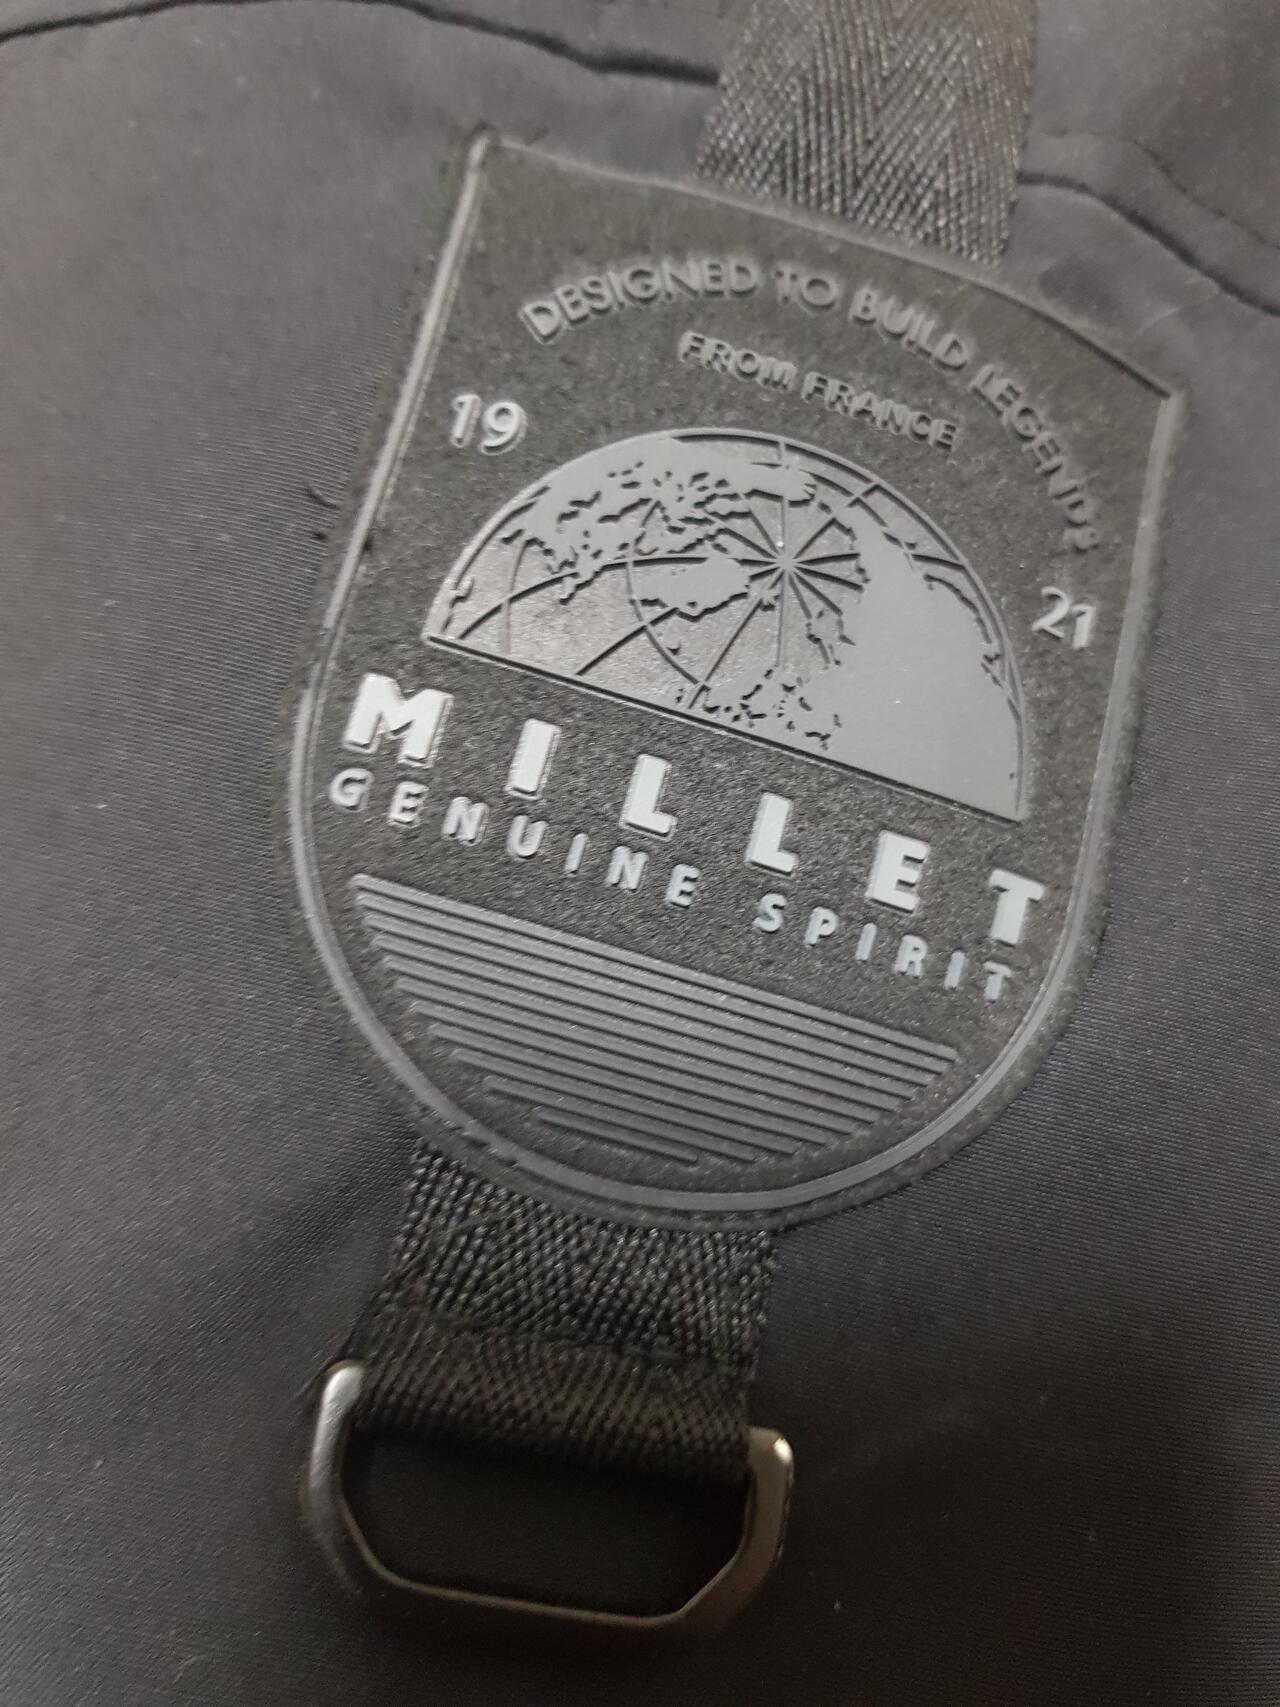 DESIGNED TO BUILD LEGENDS
FROM FRANCE
19 21
MILLET
GENUINE SPIRIT